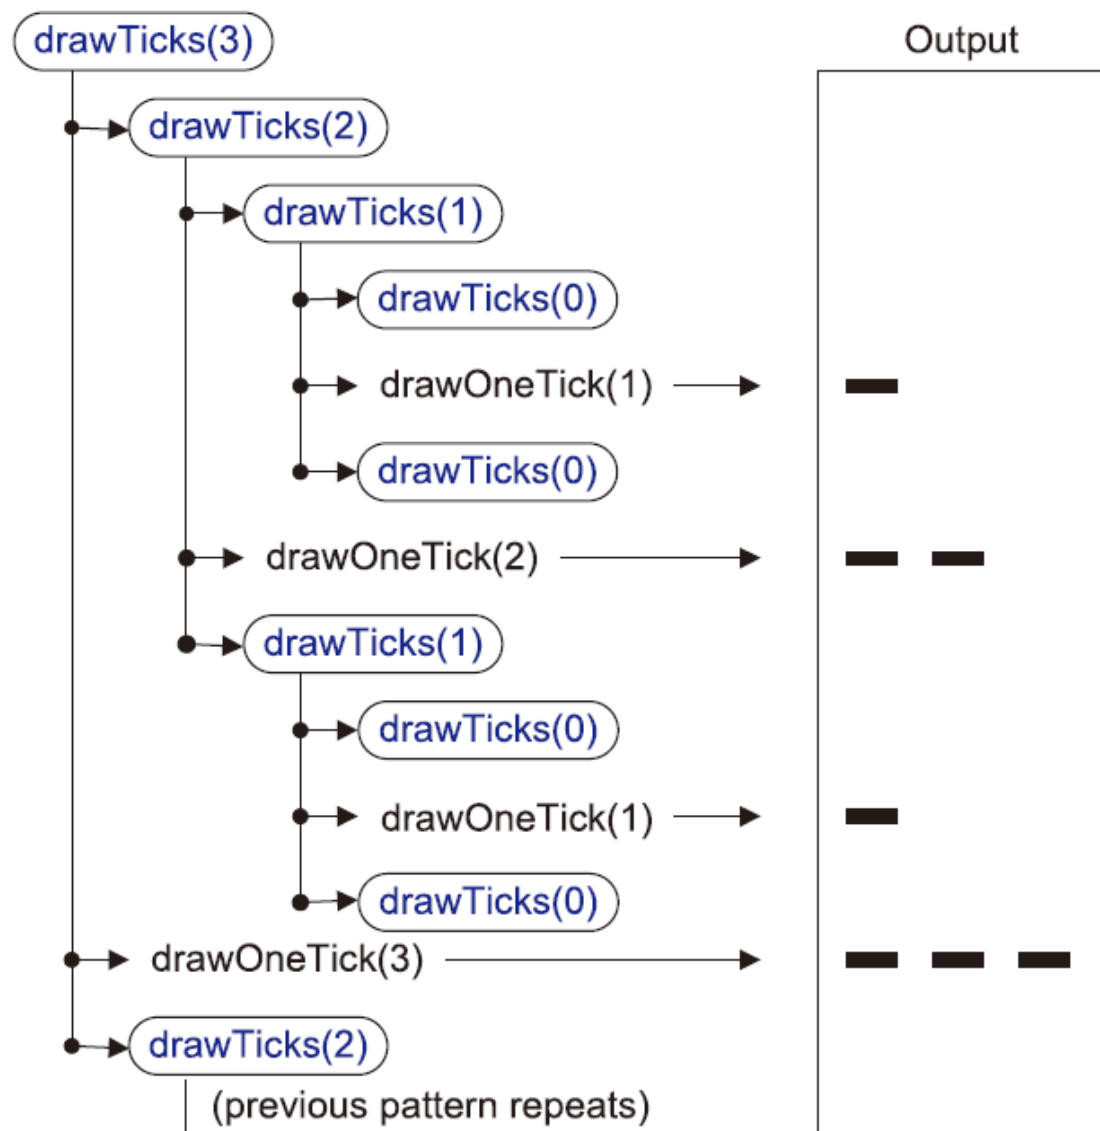 drawTicks(3)
Output
drawTicks(2)
drawTicks(1)
drawTicks(0)
drawOneTick(1)
drawTicks(0)
drawOneTick(2)
drawTicks(1)
drawTicks(0)
drawOneTick(1)
drawTicks(0)
drawOneTick(3)
drawTicks(2)
(previous pattern repeats)